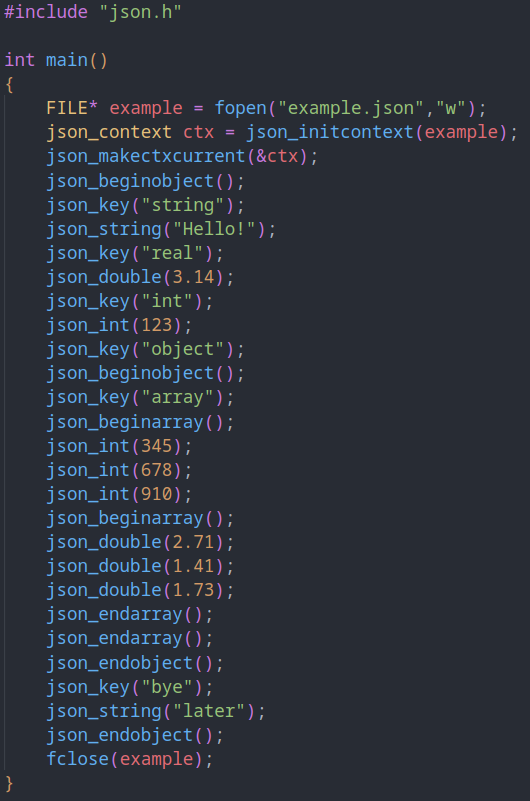 #include "json.h"

int main()
{
    FILE* example = fopen("example.json","w");
    json_context ctx = json_initcontext(example);
    json_makectxcurrent(&ctx);
    json_beginobject();
    json_key("string");
    json_string("Hello!");
    json_key("real");
    json_double(3.14);
    json_key("int");
    json_int(123);
    json_key("object");
    json_beginobject();
    json_key("array");
    json_beginarray();
    json_int(345);
    json_int(678);
    json_int(910);
    json_beginarray();
    json_double(2.71);
    json_double(1.41);
    json_double(1.73);
    json_endarray();
    json_endarray();
    json_endobject();
    json_key("bye");
    json_string("later");
    json_endobject();
    fclose(example);
}